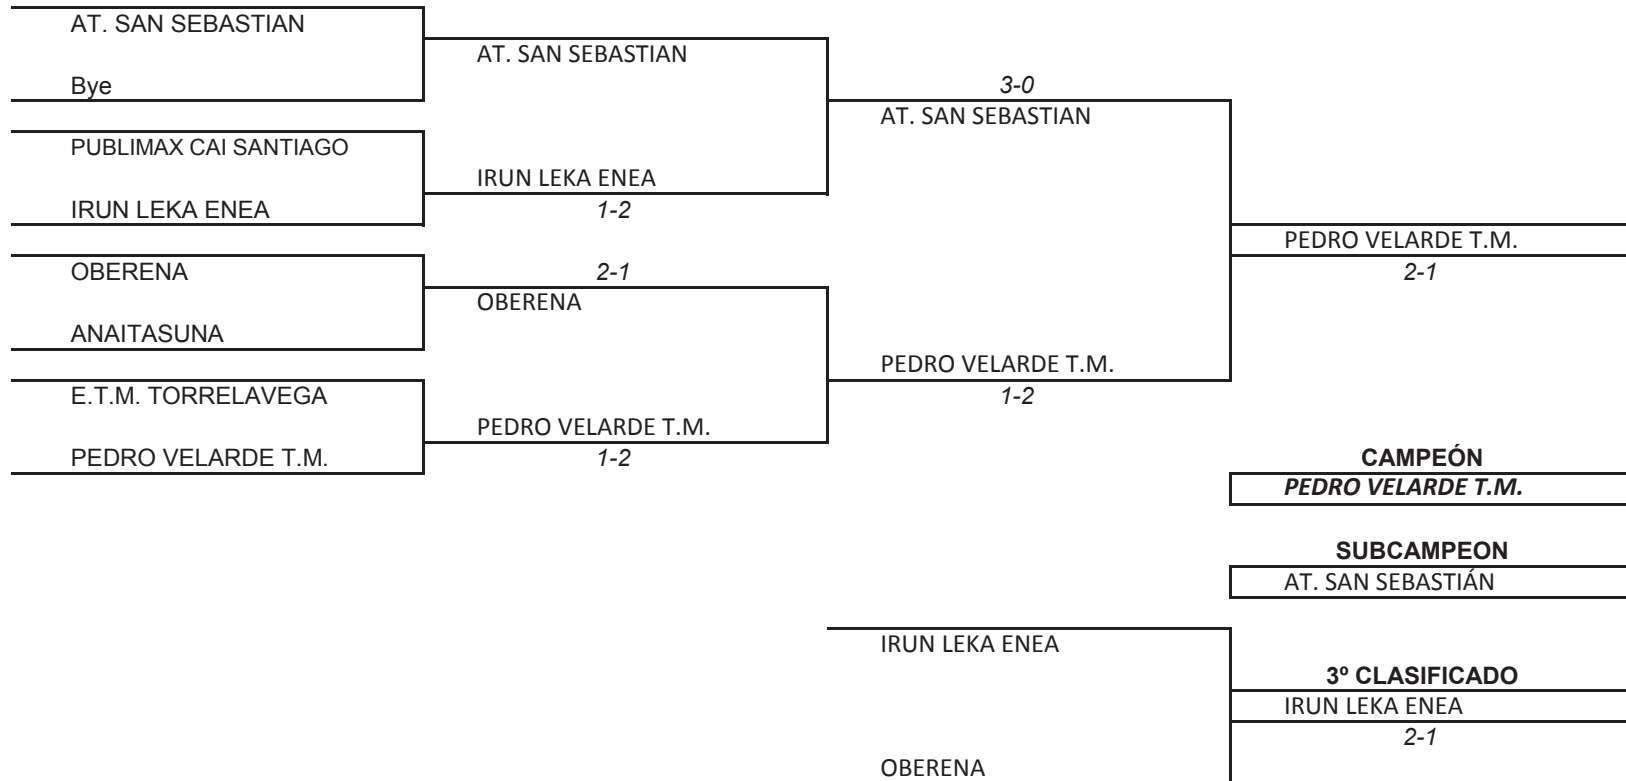 AT. SAN SEBASTIAN
AT. SAN SEBASTIAN
Bye
3-0
AT. SAN SEBASTIAN
PUBLIMAX CAI SANTIAGO
IRUN LEKA ENEA
IRUN LEKA ENEA
1-2
PEDRO VELARDE T.M.
OBERENA
2-1
2-1
OBERENA
ANAITASUNA
PEDRO VELARDE T.M.
E.T.M. TORRELAVEGA
1-2
PEDRO VELARDE T.M.
PEDRO VELARDE T.M.
1-2
CAMPEÓN
PEDRO VELARDE T.M.
SUBCAMPEON
AT. SAN SEBASTIÁN
IRUN LEKA ENEA
3º CLASIFICADO
IRUN LEKA ENEA
2-1
OBERENA